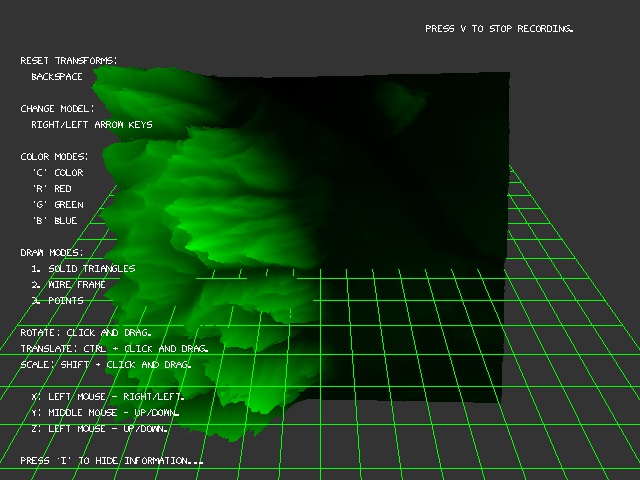 PRESS V TO STOP RECORDING.
RESET TRANSFORMS:
BACKSPACE
CHANGE MODEL:
RIGHT/LEFT ARROW KEYS
COLOR MODES:
'C' COLOR
'R' RED
'G' GREEN
'B' BLUE
DRAW MODES:
1. SOLID TRIANGLES
2. WIRE FRAME
3. POINTS
ROTATE: CLICK AND DRAG.
TRANSLATE: CTRL + CLICK AND DRAG.
SCALE: SHIFT + CLICK AND DRAG.
X: LEFT MOUSE - RIGHT/LEFT.
Y: MIDDLE MOUSE - UP/DOWN.
Z: LEFT MOUSE - UP/DOWN.
PRESS 'I' TO HIDE INFORMATION...